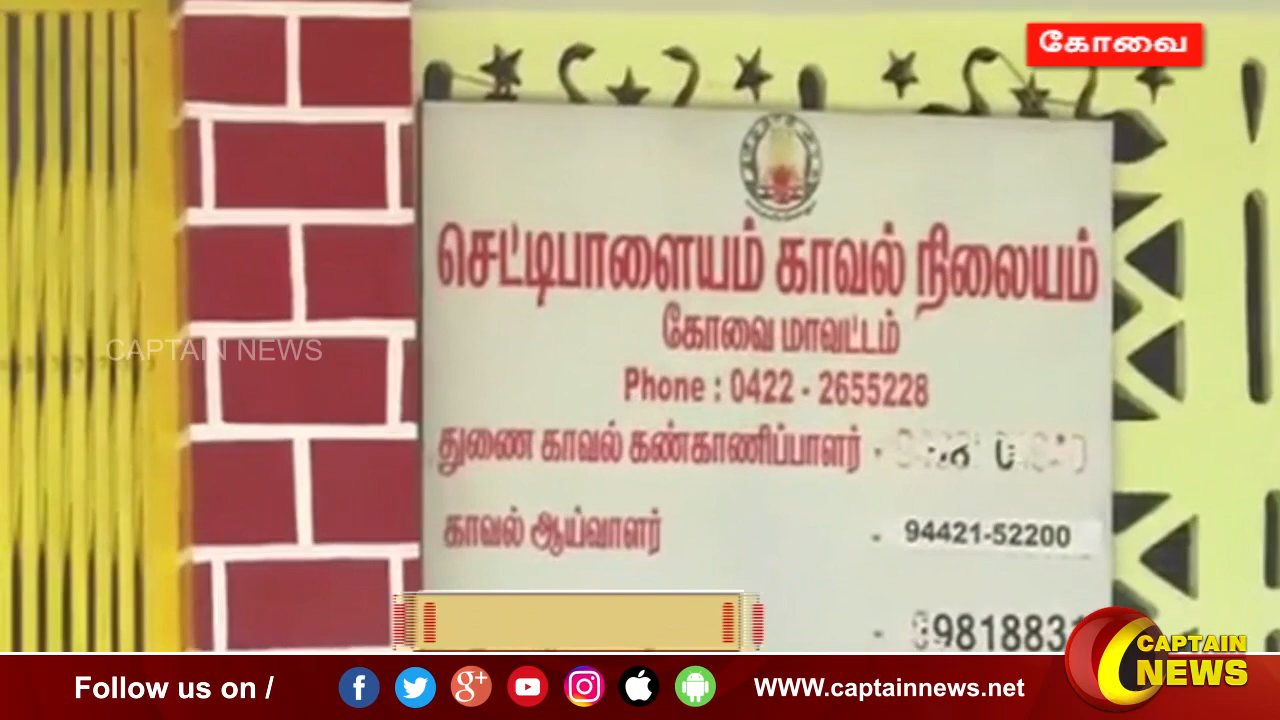 கோவை
செட்டிபாளையம் காவல் நிலையம்
கோவை மாவட்டம்
Phone : 0422 - 2655228
துணை காவல் கண்காணிப்பாளர் -
காவல் ஆய்வாளர் - 94421-52200
CAPTAIN NEWS
Follow us on /
WWW.captainnews.net
CAPTAIN
NEWS